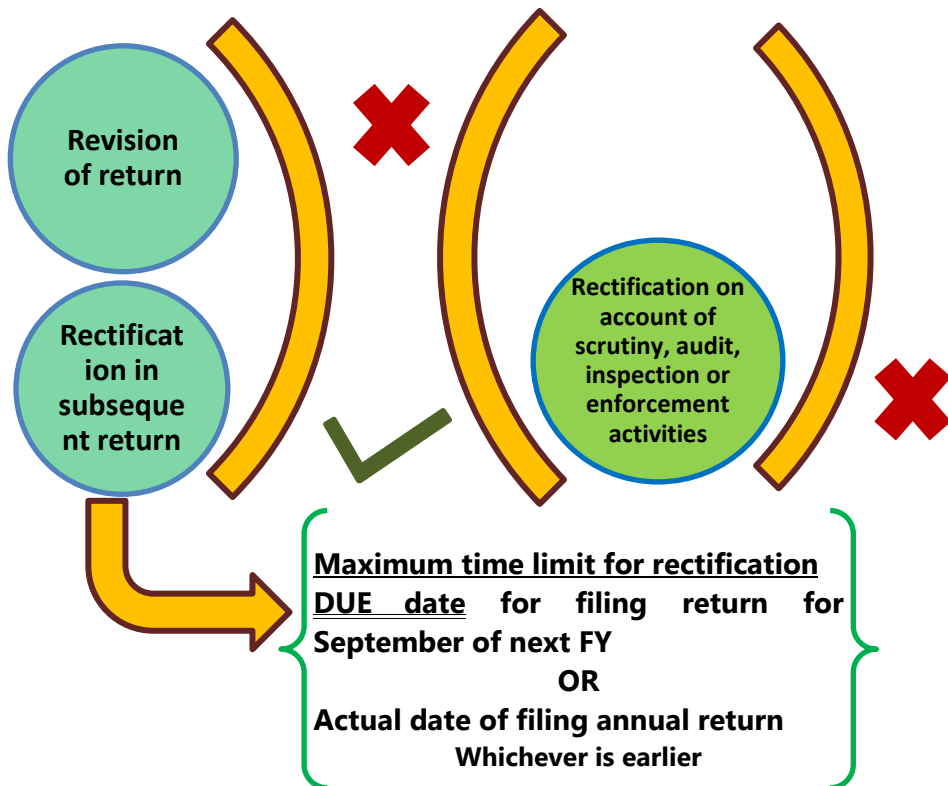 Revision
of return
Rectificat
ion in
subseque
nt return
Rectification on
account of
scrutiny, audit,
inspection or
enforcement
activities
Maximum time limit for rectification
DUE date for filing return for
September of next FY
OR
Actual date of filing annual return
Whichever is earlier